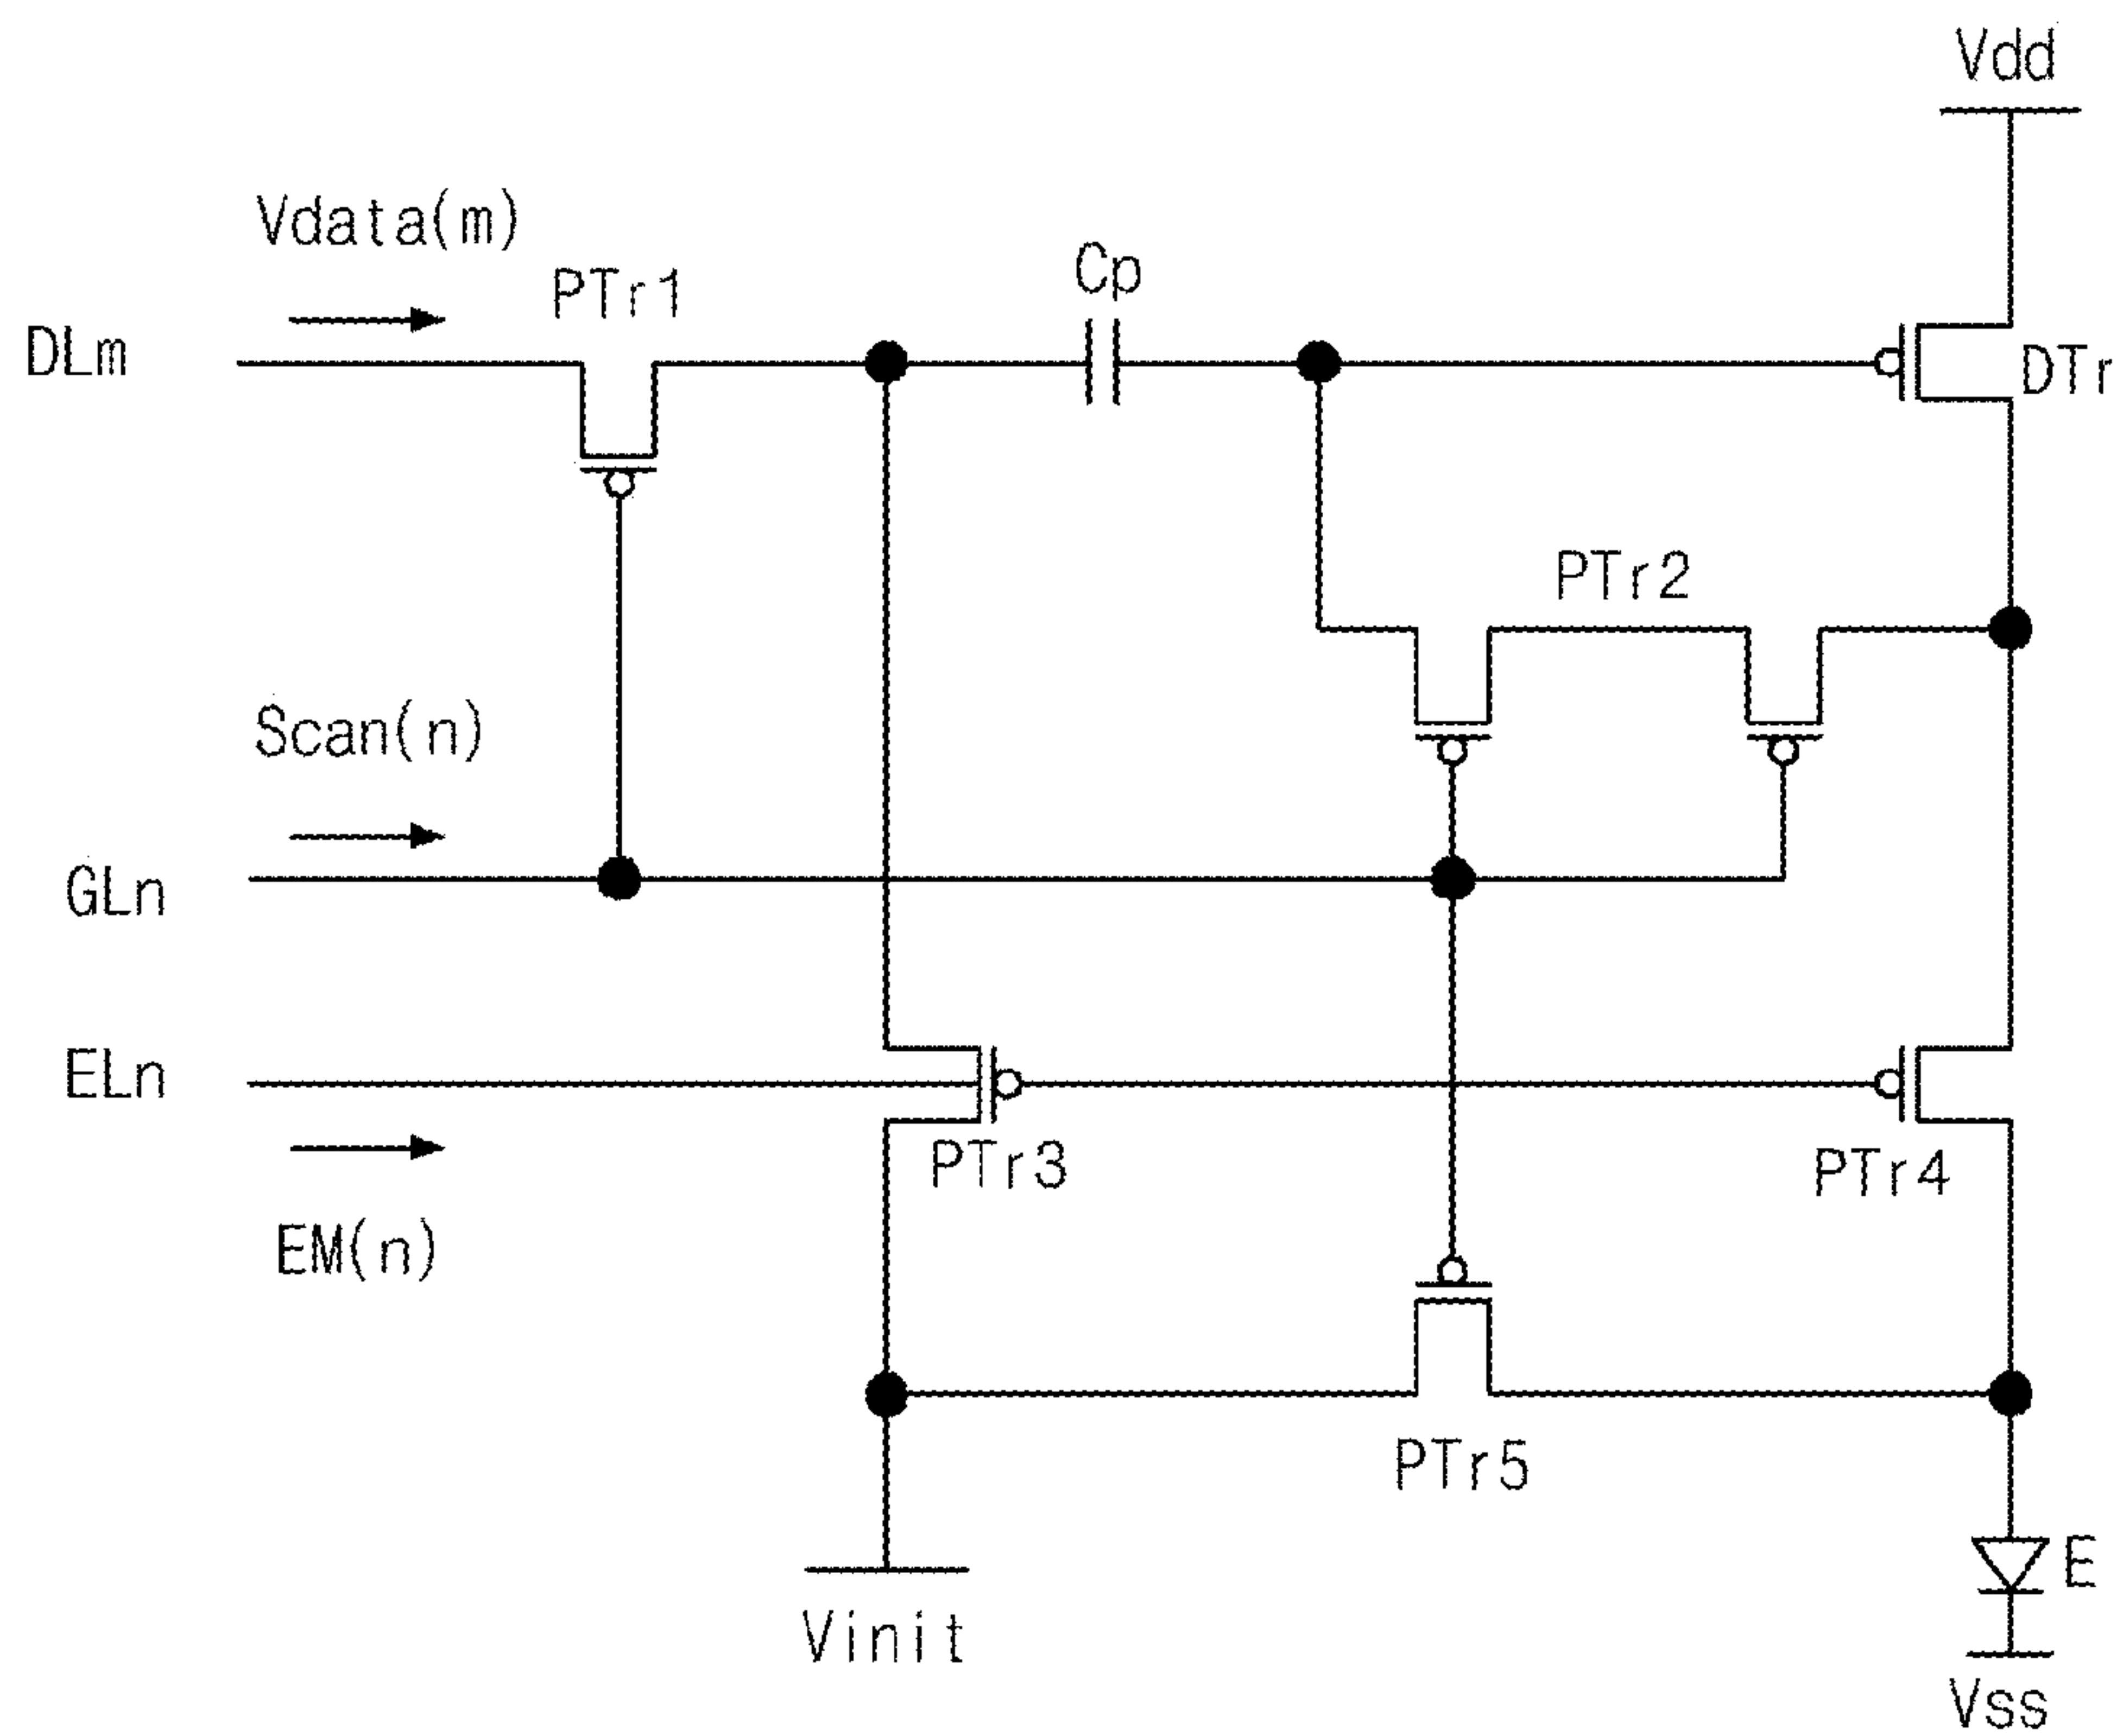 Vdd
Vdata(m)
PTr1
Cp
DLm
DTr
PTr2
Scan(n)
GLn
ELn
PTr3
PTr4
EM(n)
PTr5
E
Vinit
Vss